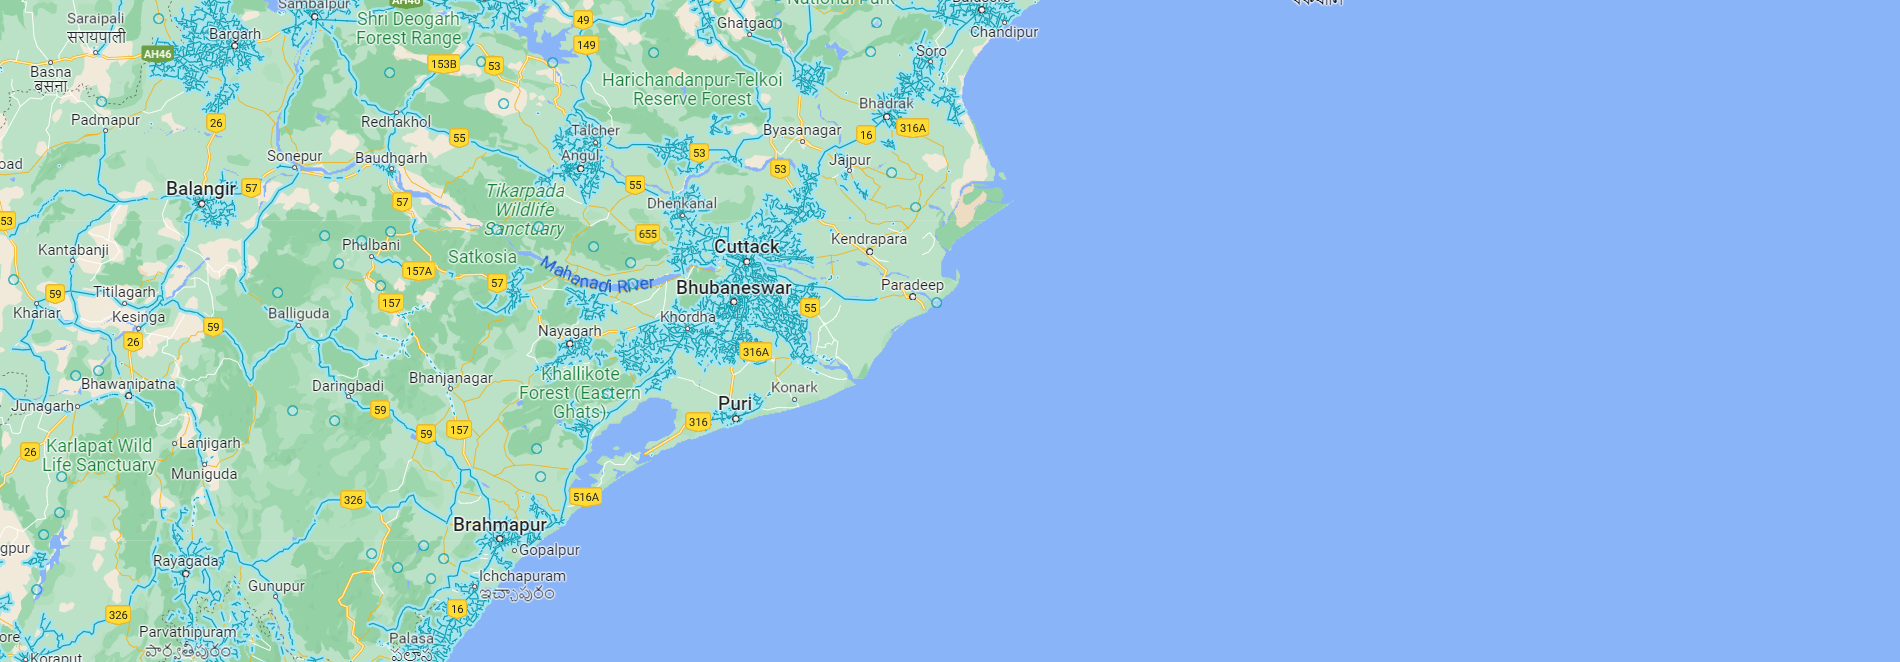 Sambalpur
AH46
National Park
Saraipali
सरायपाली
Shri Deogarh
Forest Range
49
Ghatgaon
Chandipur
Bargarh
149
AH46
Soro
153B
53
Basna
बसना
Harichandanpur-Telkoi
Reserve Forest
Bhadrak
Padmapur
26
Redhakhol
55
Talcher
Byasanagar
16
316A
Sonepur
Baudhgarh
Angul
53
Jajpur
53
Balangir
57
55
Tikarpada
Wildlife
Sanctuary
57
Dhenkanal
53
655
Kendrapara
Kantabanji
Phulbani
Satkosia
Cuttack
157A
57
Mahanadi River
Bhubaneswar
Paradeep
59
Titilagarh
157
55
Khariar
Kesinga
59
Balliguda
Nayagarh
Khordha
26
316A
Khallikote
Forest (Eastern
Ghats)
Bhawanipatna
Daringbadi
Bhanjanagar
Konark
Junagarh
59
Puri
316
59
157
Karlapat Wild
Life Sanctuary
26
Lanjigarh
Muniguda
326
516A
Brahmapur
Gopalpur
Rayagada
Gunupur
Ichchapuram
ఇచ్ఛాపురం
326
16
Parvathipuram
పార్వతీపురం
Palasa
పలాస
Koraput